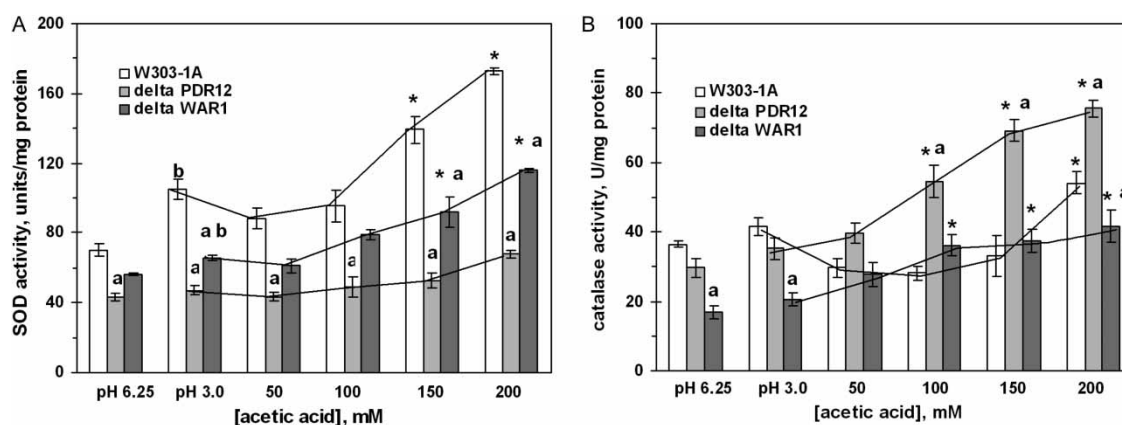 A
SOD activity, units/mg protein
200
160
120
80
40
0
W303-1A
delta PDR12
delta WAR1
b
*
*
a b
* a
* a
a
a
a
a
a
a
pH 6.25 pH 3.0 50 100 150 200
[acetic acid], mM
B
catalase activity, U/mg protein
100
80
60
40
20
0
W303-1A
delta PDR12
delta WAR1
* a
* a
* a
*
* a
*
*
a
a
pH 6.25 pH 3.0 50 100 150 200
[acetic acid], mM